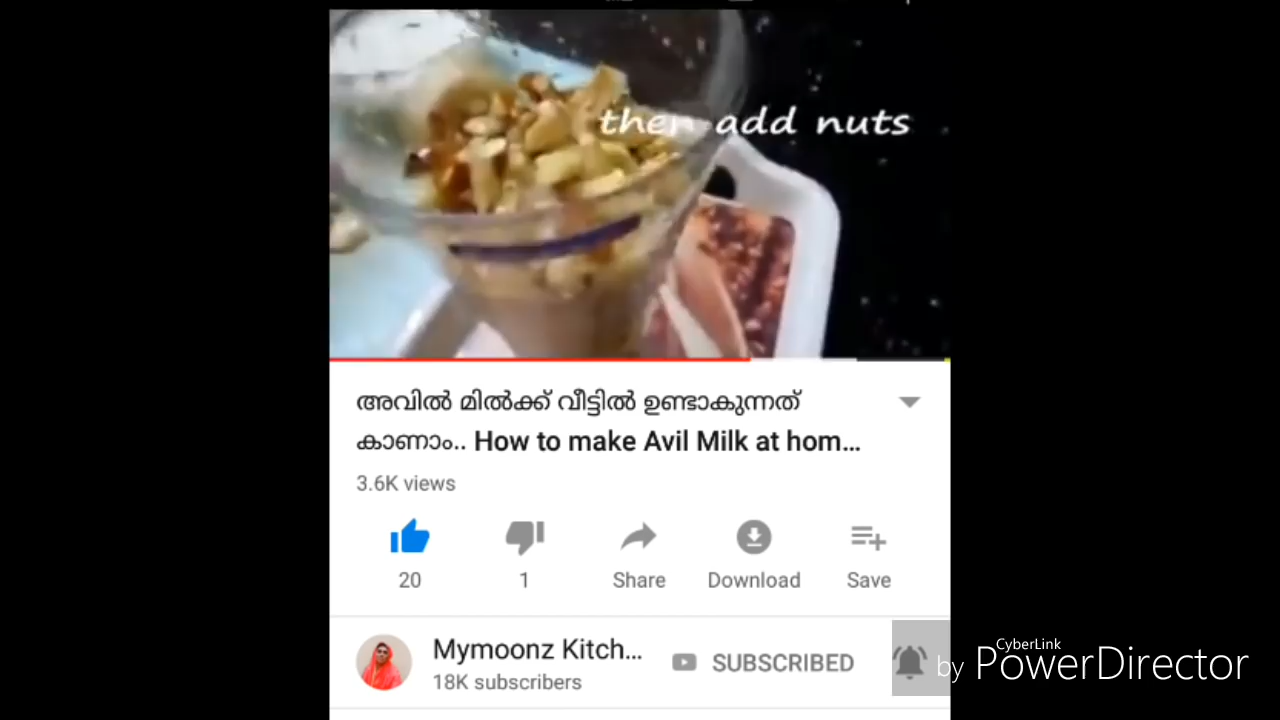 then add nuts
അവിൽ മിൽക്ക് വീട്ടിൽ ഉണ്ടാകുന്നത്
കാണാം.. How to make Avil Milk at hom...
3.6K views
20
1
Share
Download
Save
Mymoonz Kitch...
SUBSCRIBED
18K subscribers
CyberLink
by PowerDirector